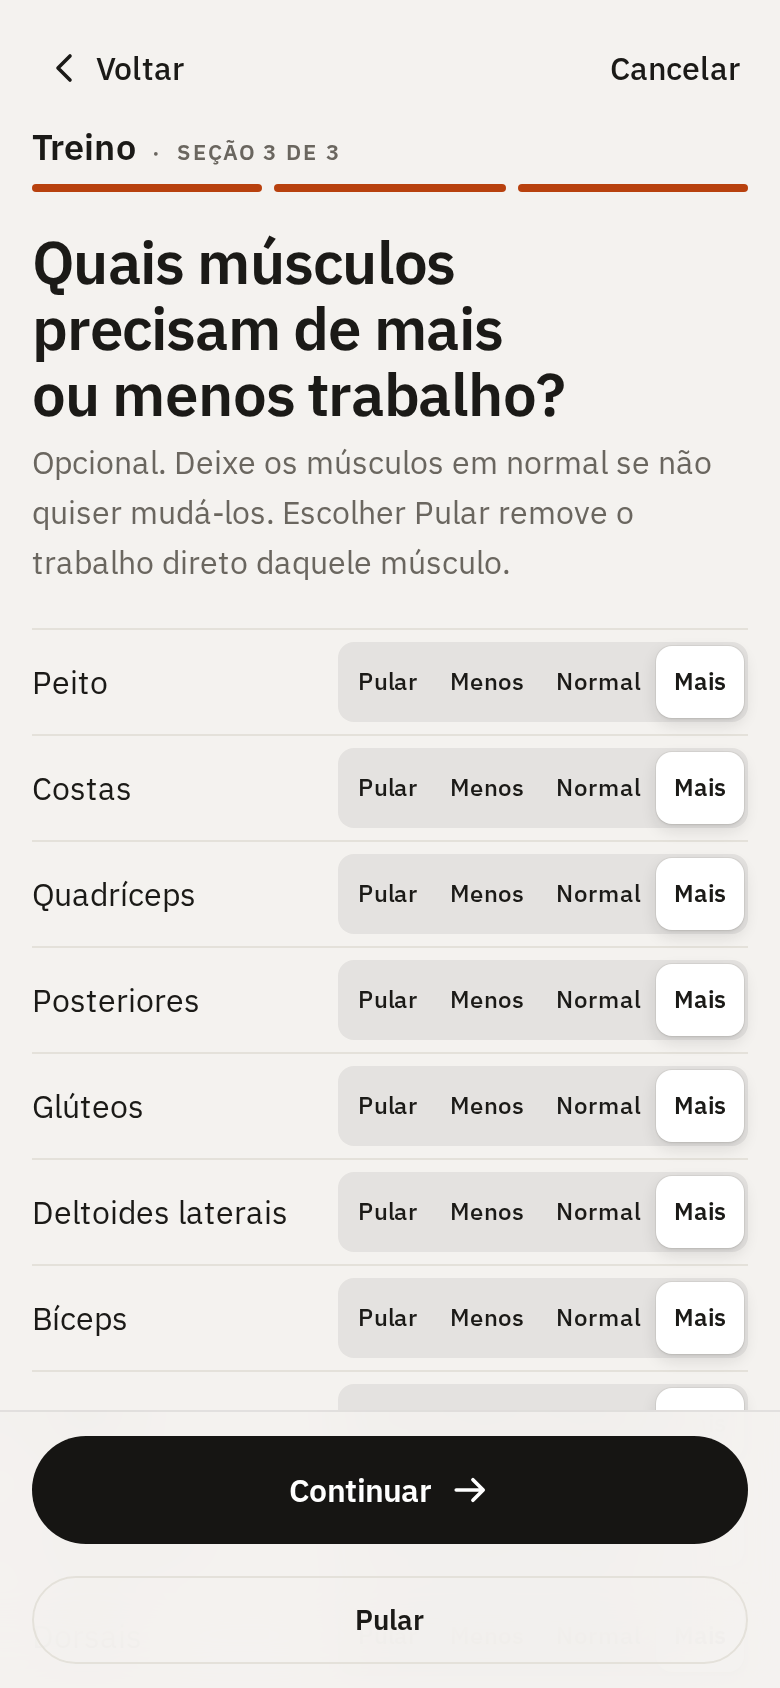 Voltar
Cancelar
Treino · SEÇÃO 3 DE 3
Quais músculos
precisam de mais
ou menos trabalho?
Opcional. Deixe os músculos em normal se não
quiser mudá-los. Escolher Pular remove o
trabalho direto daquele músculo.
Peito Pular Menos Normal Mais
Costas Pular Menos Normal Mais
Quadríceps Pular Menos Normal Mais
Posteriores Pular Menos Normal Mais
Glúteos Pular Menos Normal Mais
Deltoides laterais Pular Menos Normal Mais
Bíceps Pular Menos Normal Mais
Continuar
Pular